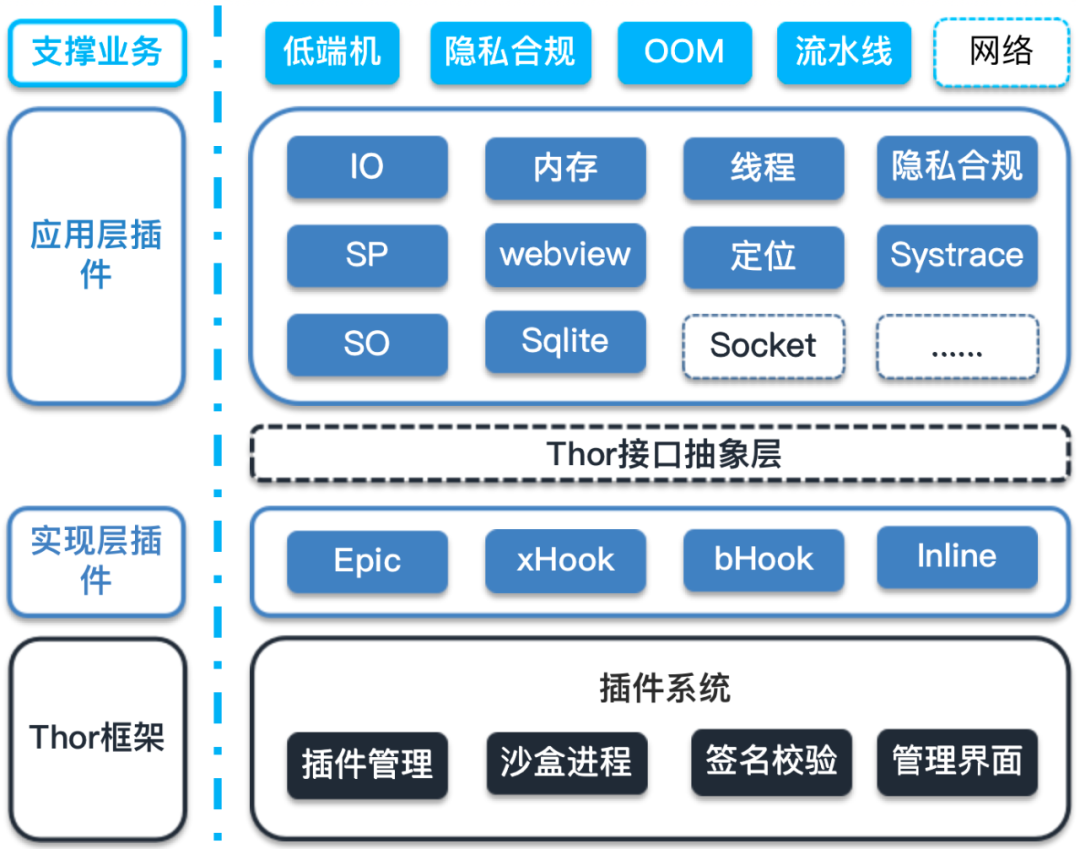 支撑业务
低端机
隐私合规
OOM
流水线
网络
应用层插
件
IO
内存
线程
隐私合规
SP
webview
定位
Systrace
SO
Sqlite
Socket
......
Thor接口抽象层
实现层插
件
Epic
xHook
bHook
Inline
Thor框架
插件系统
插件管理
沙盒进程
签名校验
管理界面